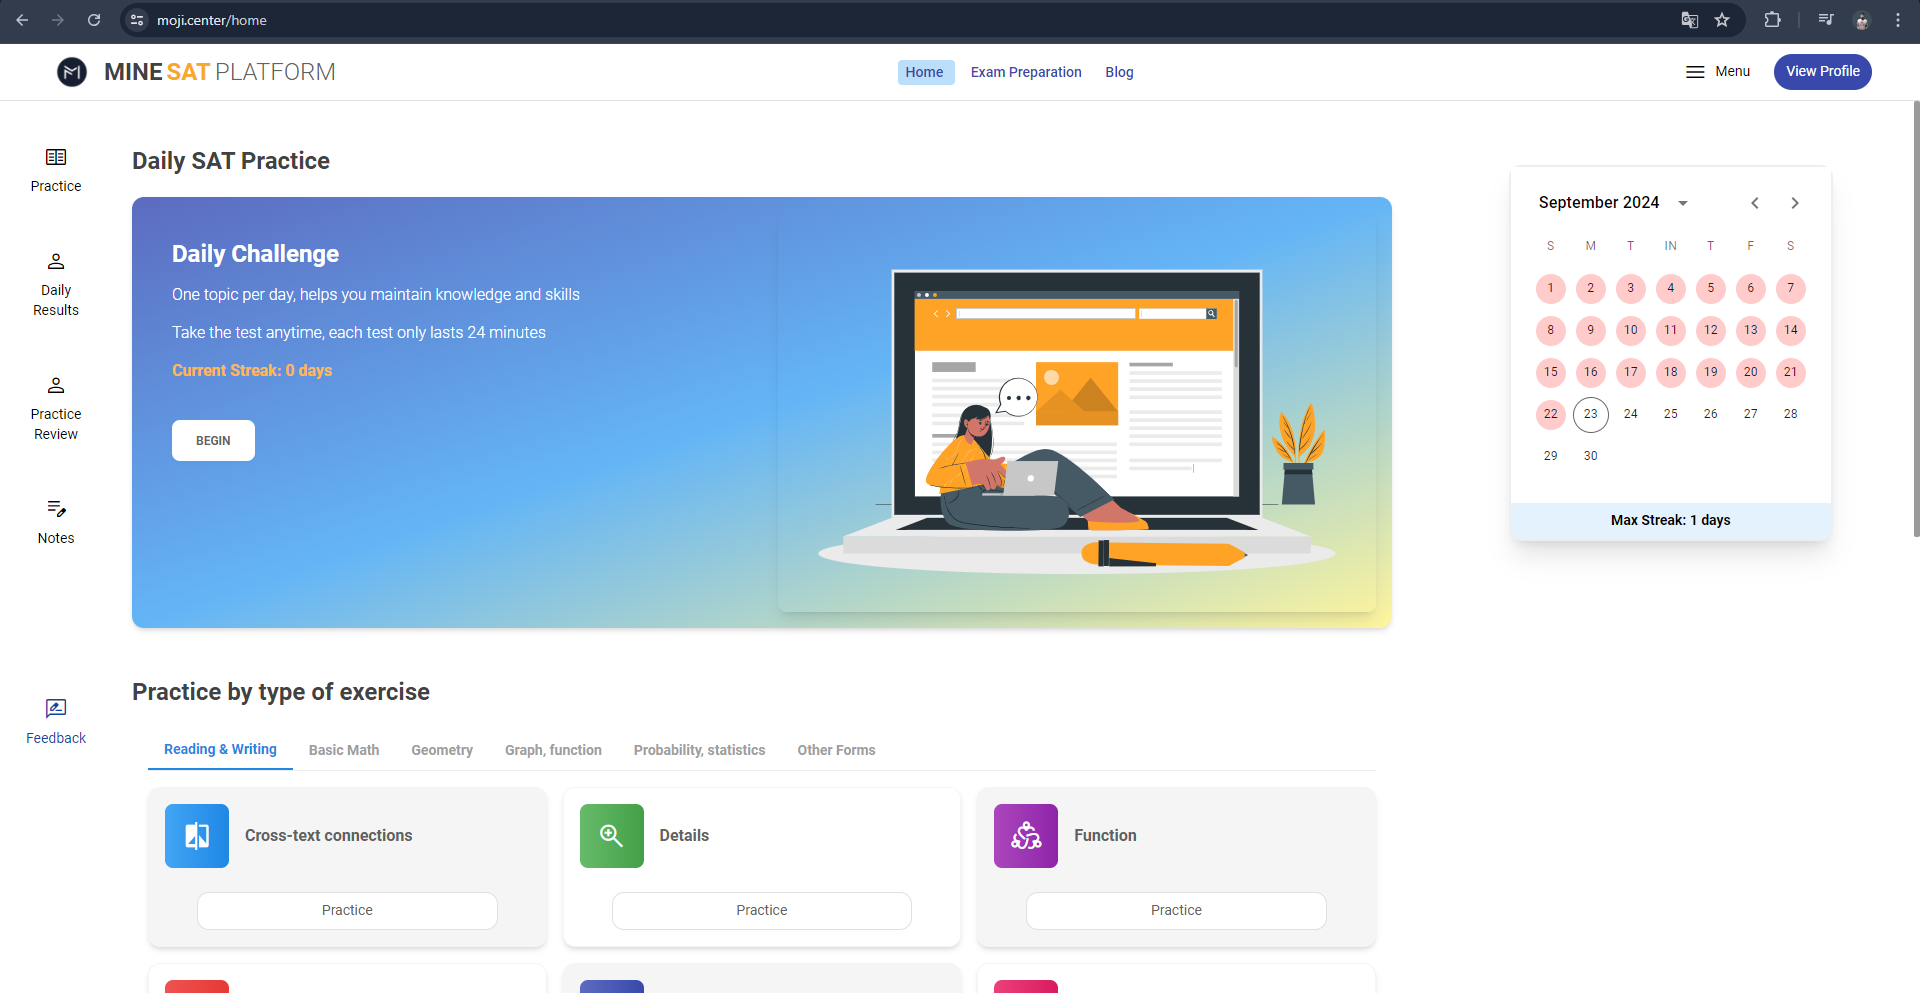 moji.center/home
MINE SAT PLATFORM
Home Exam Preparation Blog
Menu
View Profile
Practice
Daily
Results
Practice
Review
Notes
Feedback
Daily SAT Practice
Daily Challenge
One topic per day, helps you maintain knowledge and skills
Take the test anytime, each test only lasts 24 minutes
Current Streak: 0 days
BEGIN
September 2024
S M T IN T F S
1 2 3 4 5 6 7
8 9 10 11 12 13 14
15 16 17 18 19 20 21
22 23 24 25 26 27 28
29 30
Max Streak: 1 days
Practice by type of exercise
Reading & Writing Basic Math Geometry Graph, function Probability, statistics Other Forms
Cross-text connections
Practice
Details
Practice
Function
Practice